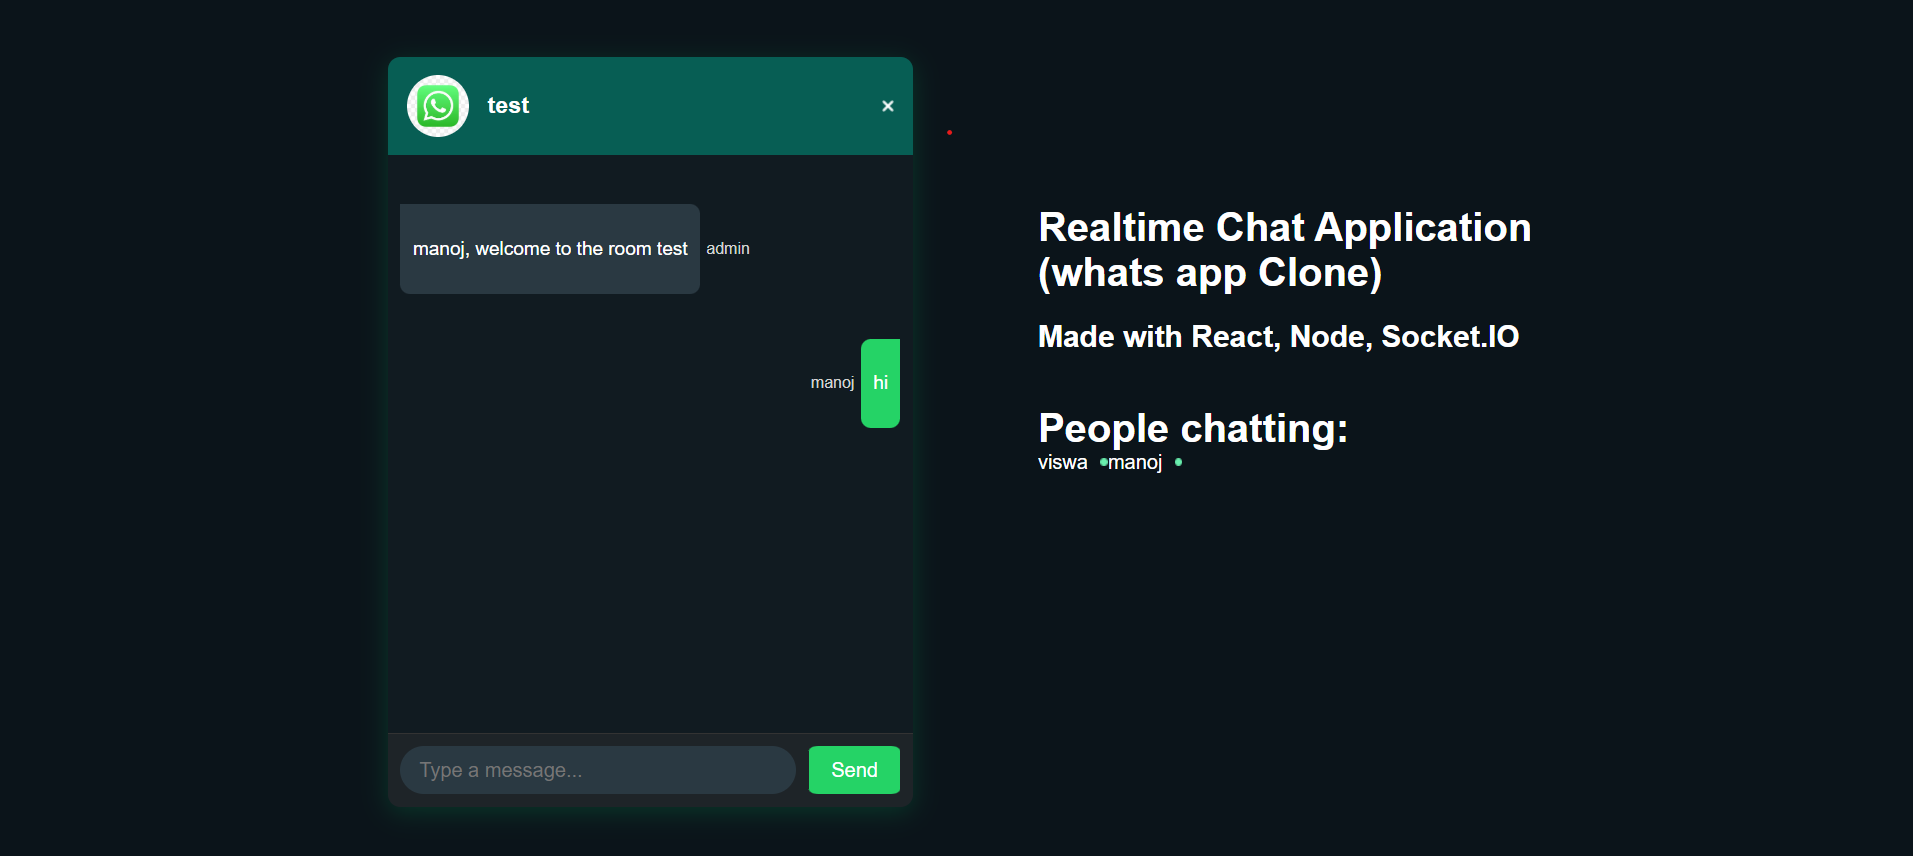 test
×
manoj, welcome to the room test admin
manoj hi
Type a message...
Send
Realtime Chat Application
(whats app Clone)
Made with React, Node, Socket.IO
People chatting:
viswa manoj